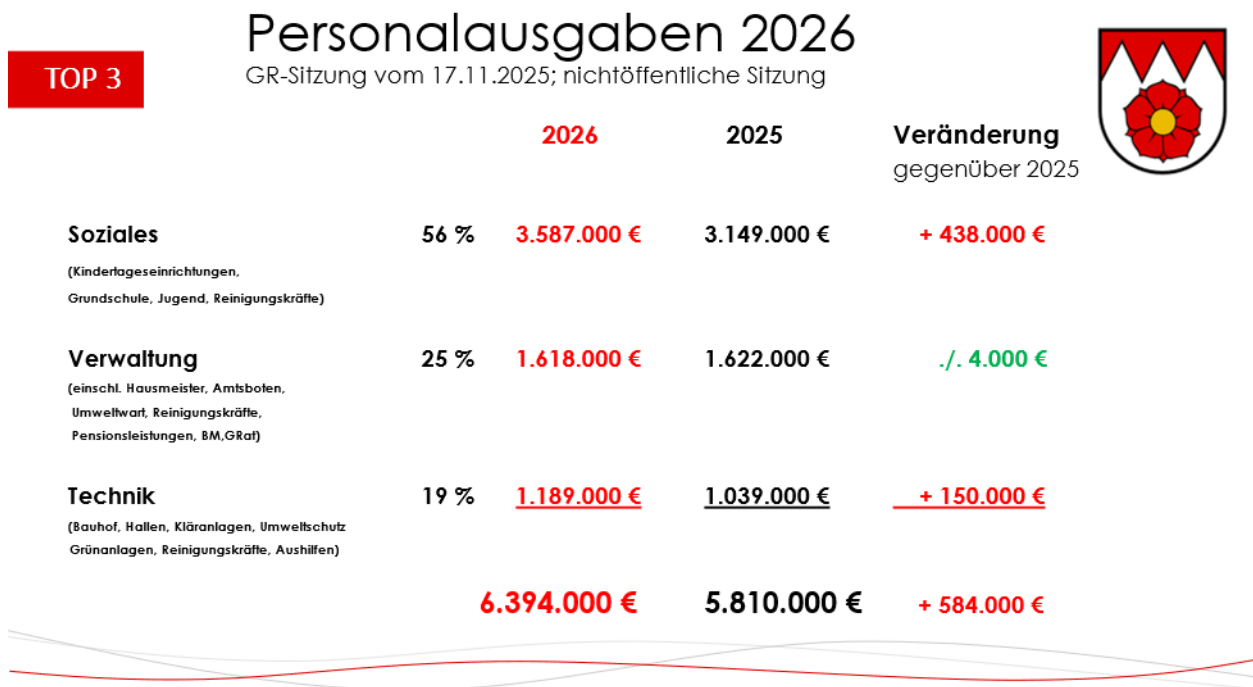 Personalausgaben 2026
TOP 3
GR-Sitzung vom 17.11.2025; nichtöffentliche Sitzung
2026 2025 Veränderung
gegenüber 2025
Soziales 56 % 3.587.000 € 3.149.000 € + 438.000 €
(Kindertageseinrichtungen,
Grundschule, Jugend, Reinigungskräfte)
Verwaltung 25 % 1.618.000 € 1.622.000 € ./. 4.000 €
(einschl. Hausmeister, Amtsboten,
Umweltwart, Reinigungskräfte,
Pensionsleistungen, BM,GRat)
Technik 19 % 1.189.000 € 1.039.000 € + 150.000 €
(Bauhof, Hallen, Kläranlagen, Umweltschutz
Grünanlagen, Reinigungskräfte, Aushilfen)
6.394.000 € 5.810.000 € + 584.000 €